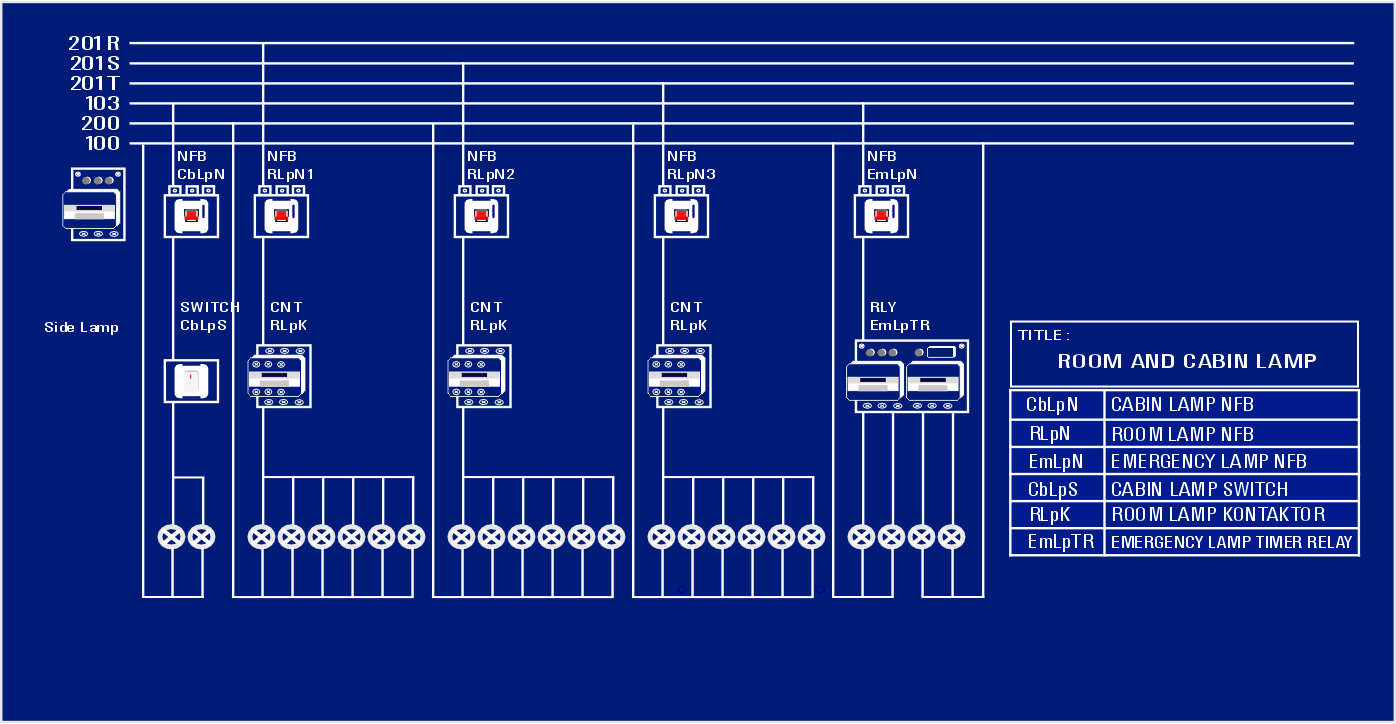 201R
201S
201T
103
200
100
NFB
CbLpN
NFB
RLpN1
NFB
RLpN2
NFB
RLpN3
NFB
EmLpN
Side Lamp
SWITCH
CbLpS
CNT
RLpK
CNT
RLpK
CNT
RLpK
RLY
EmLpTR
TITLE :
ROOM AND CABIN LAMP
CbLpN CABIN LAMP NFB
RLpN ROOM LAMP NFB
EmLpN EMERGENCY LAMP NFB
CbLpS CABIN LAMP SWITCH
RLpK ROOM LAMP KONTAKTOR
EmLpTR EMERGENCY LAMP TIMER RELAY